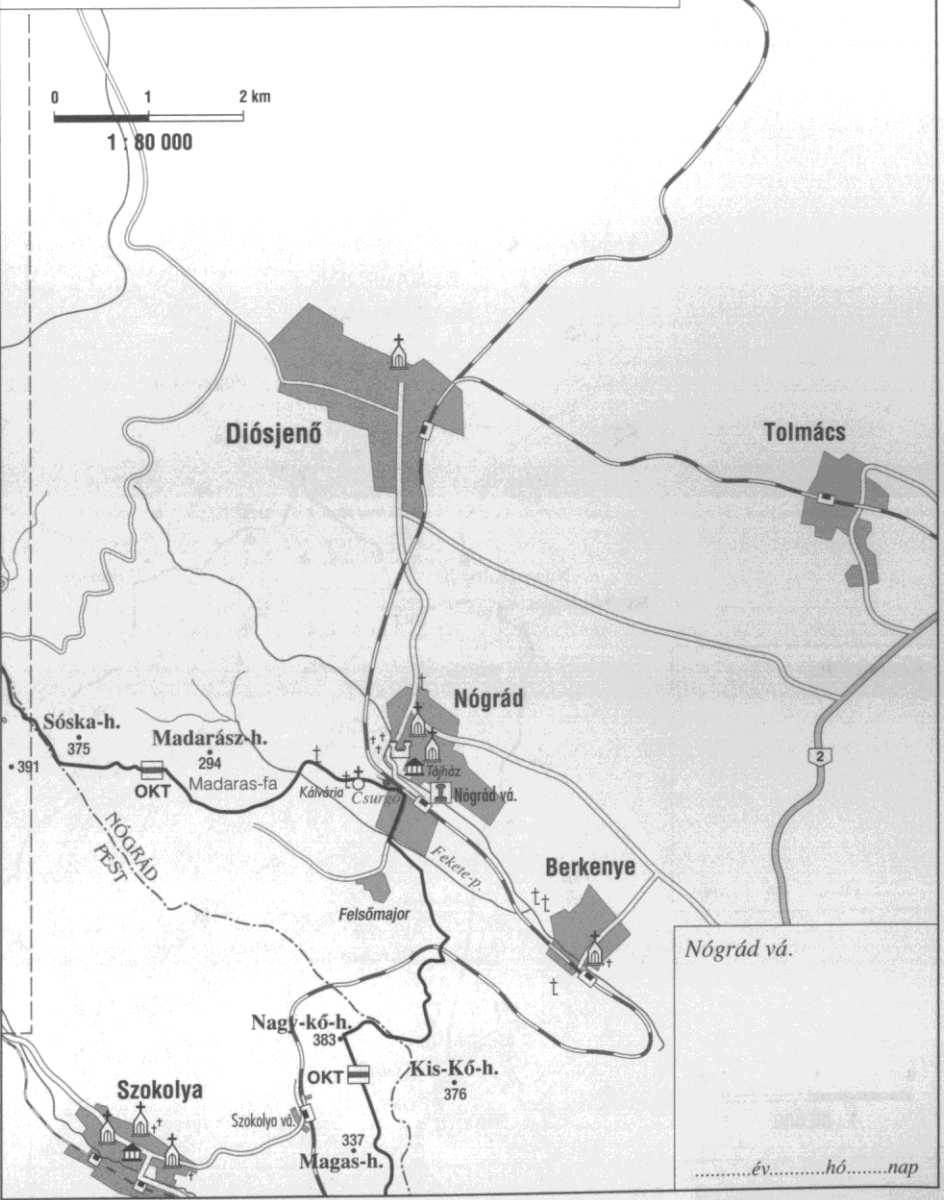 0 1 2 km
1 : 80 000
Diósjenő
Tolmács
Nógrád
Sóska-h.
375
Madarász-h.
294
Madaras-fa
391
OKT
Kálvária
Csurgó
Tájház
Nógrád vá.
2
NÓGRÁD
PEST
Fekete-p.
Berkenye
Felsőmajor
Nógrád vá.
Nagy-kő-h.
383
OKT
Kis-Kő-h.
376
Szokolya
Szokolya vá.
337
Magas-h.
...........év...........hó........nap